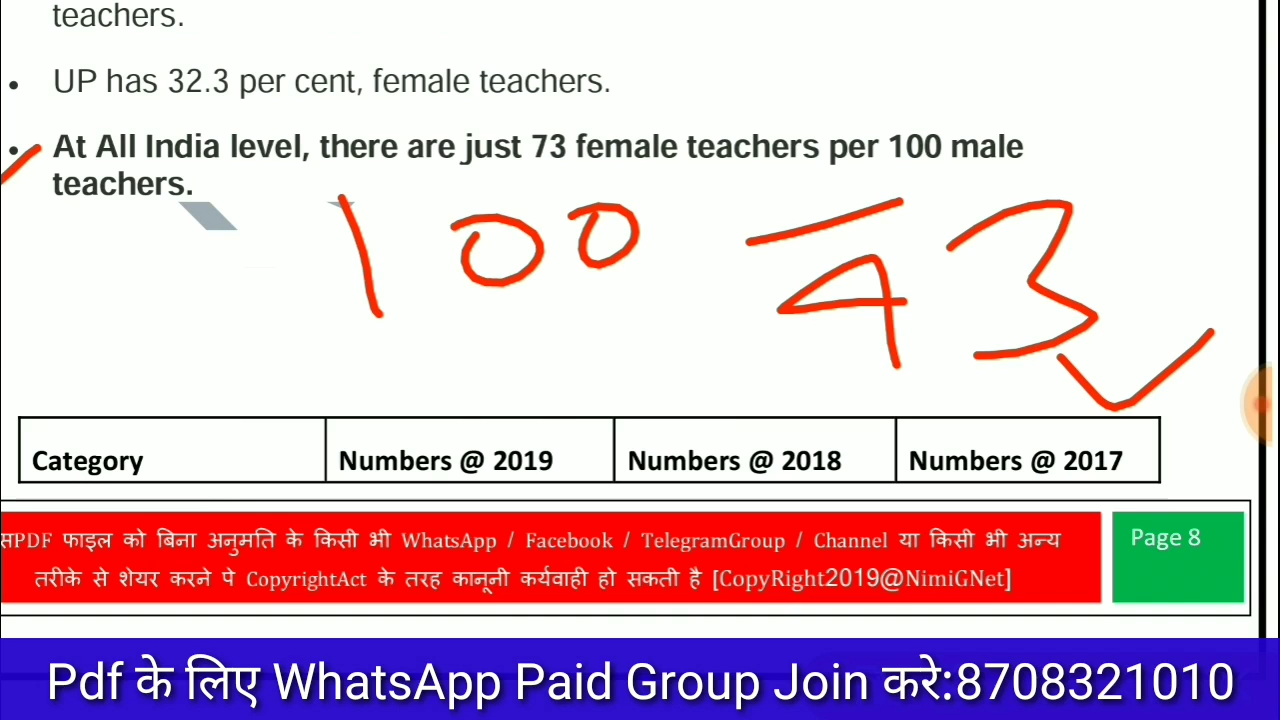 teachers.
• UP has 32.3 per cent, female teachers.
• At All India level, there are just 73 female teachers per 100 male
teachers.
100 73
Category Numbers @ 2019 Numbers @ 2018 Numbers @ 2017
सPDF फाइल को बिना अनुमति के किसी भी WhatsApp / Facebook / TelegramGroup / Channel या किसी भी अन्य
तरीके से शेयर करने पे CopyrightAct के तरह कानूनी कर्यवाही हो सकती है [CopyRight2019@NimiGNet]
Page 8
Pdf के लिए WhatsApp Paid Group Join करे:8708321010